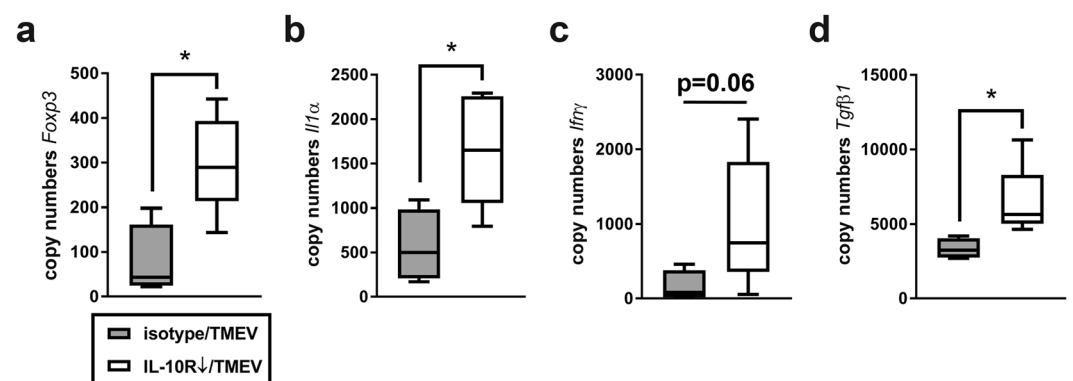 a
copy numbers Foxp3
500
400
300
200
100
0
*
b
copy numbers Il1α
2500
2000
1500
1000
500
0
*
c
copy numbers Ifnγ
3000
2000
1000
0
p=0.06
d
copy numbers Tgfβ1
15000
10000
5000
0
*
isotype/TMEV
IL-10R↓/TMEV